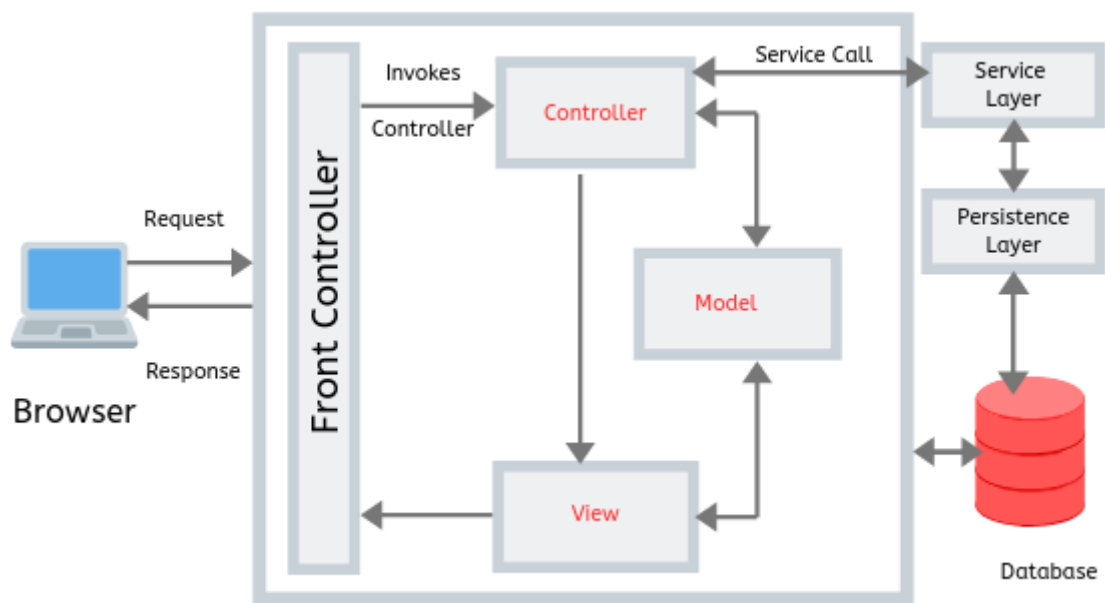 Request
Response
Browser
Front Controller
Invokes
Controller
Controller
Service Call
Service
Layer
Persistence
Layer
Model
View
Database